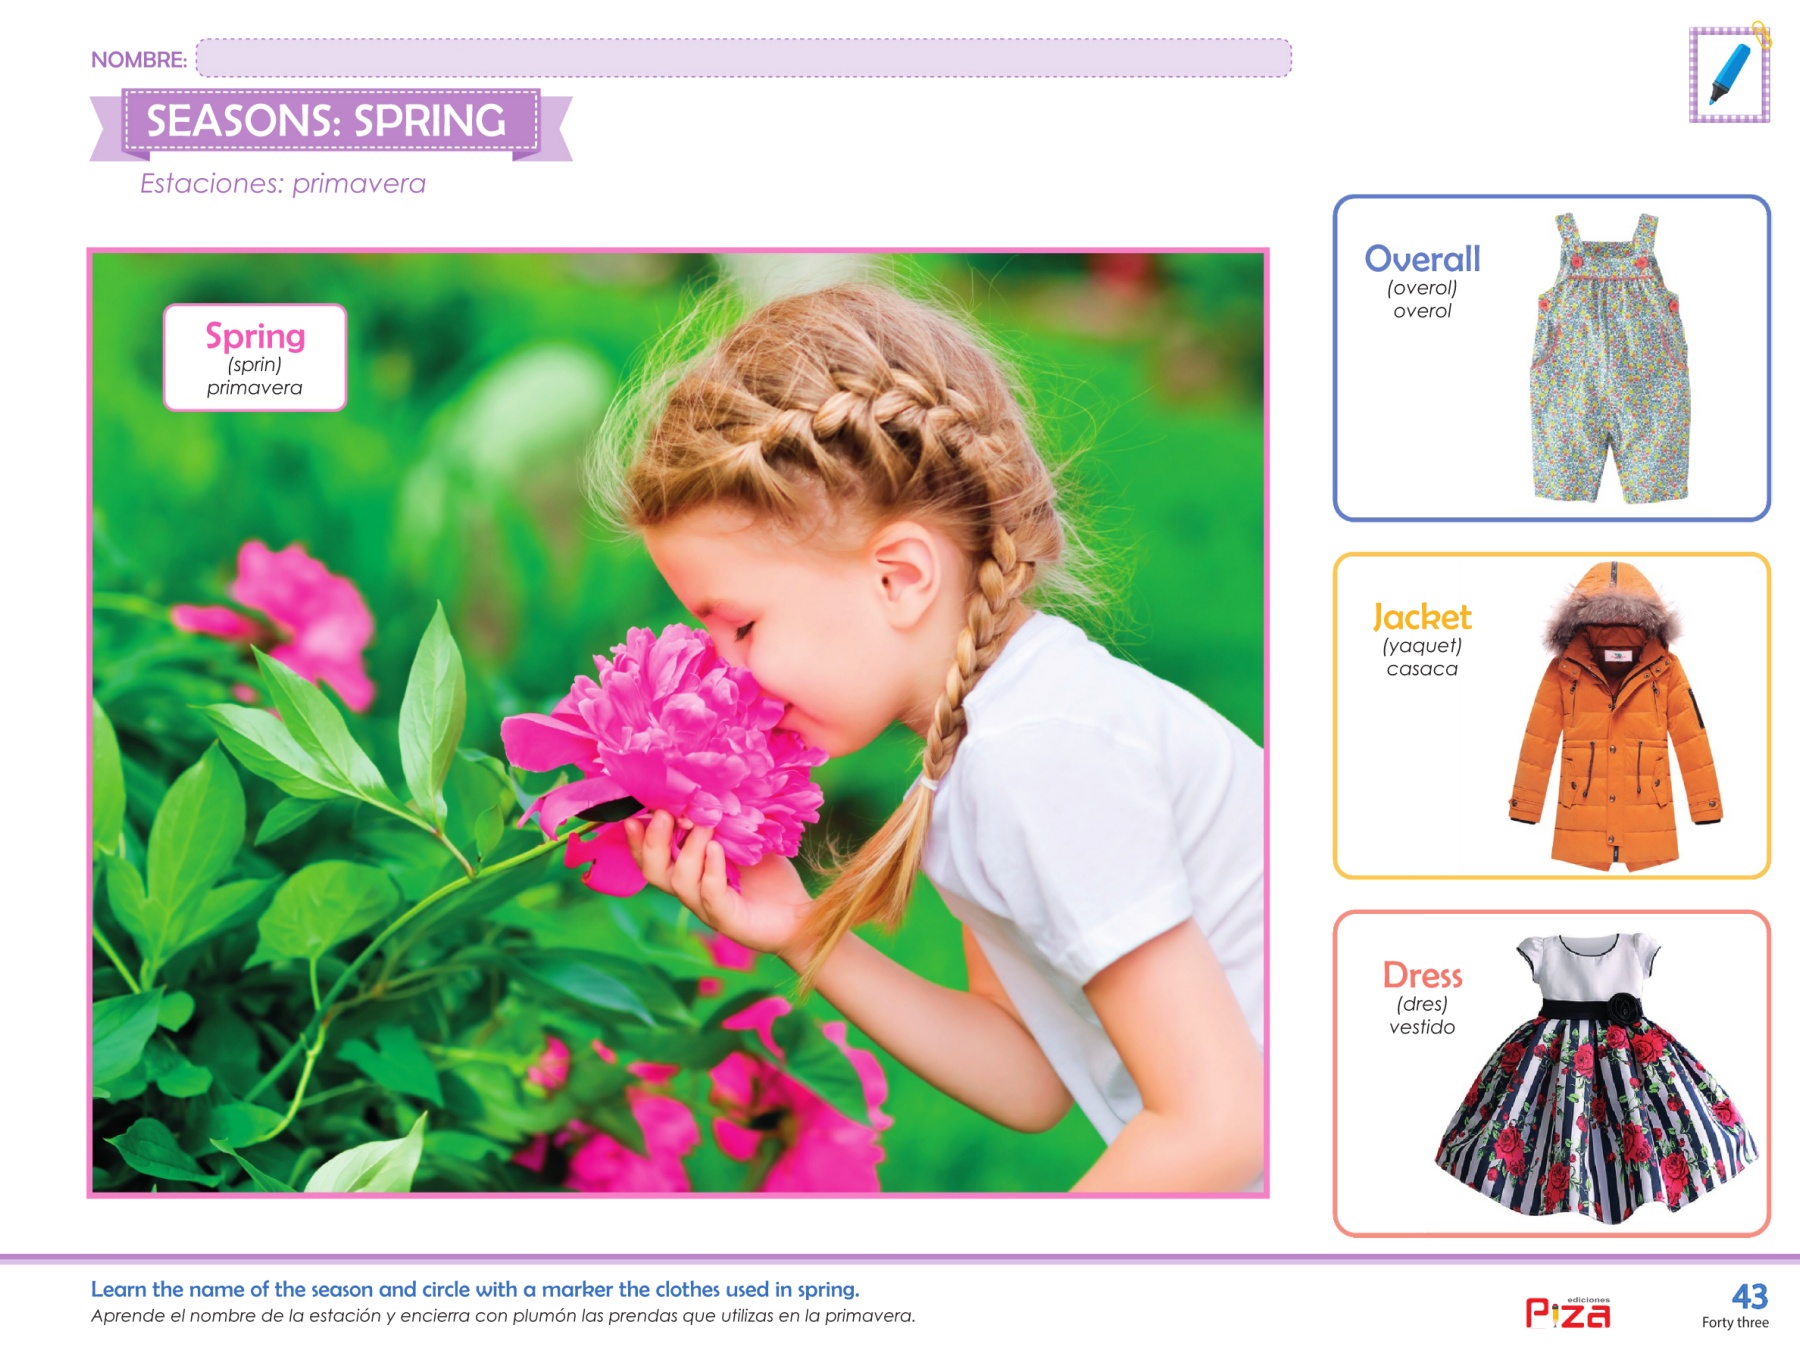 NOMBRE:
SEASONS: SPRING
Estaciones: primavera
Spring
(sprin)
primavera
Overall
(overol)
overol
Jacket
(yaquet)
casaca
Dress
(dres)
vestido
Learn the name of the season and circle with a marker the clothes used in spring.
Aprende el nombre de la estación y encierra con plumón las prendas que utilizas en la primavera.
ediciones
Piza
43
Forty three